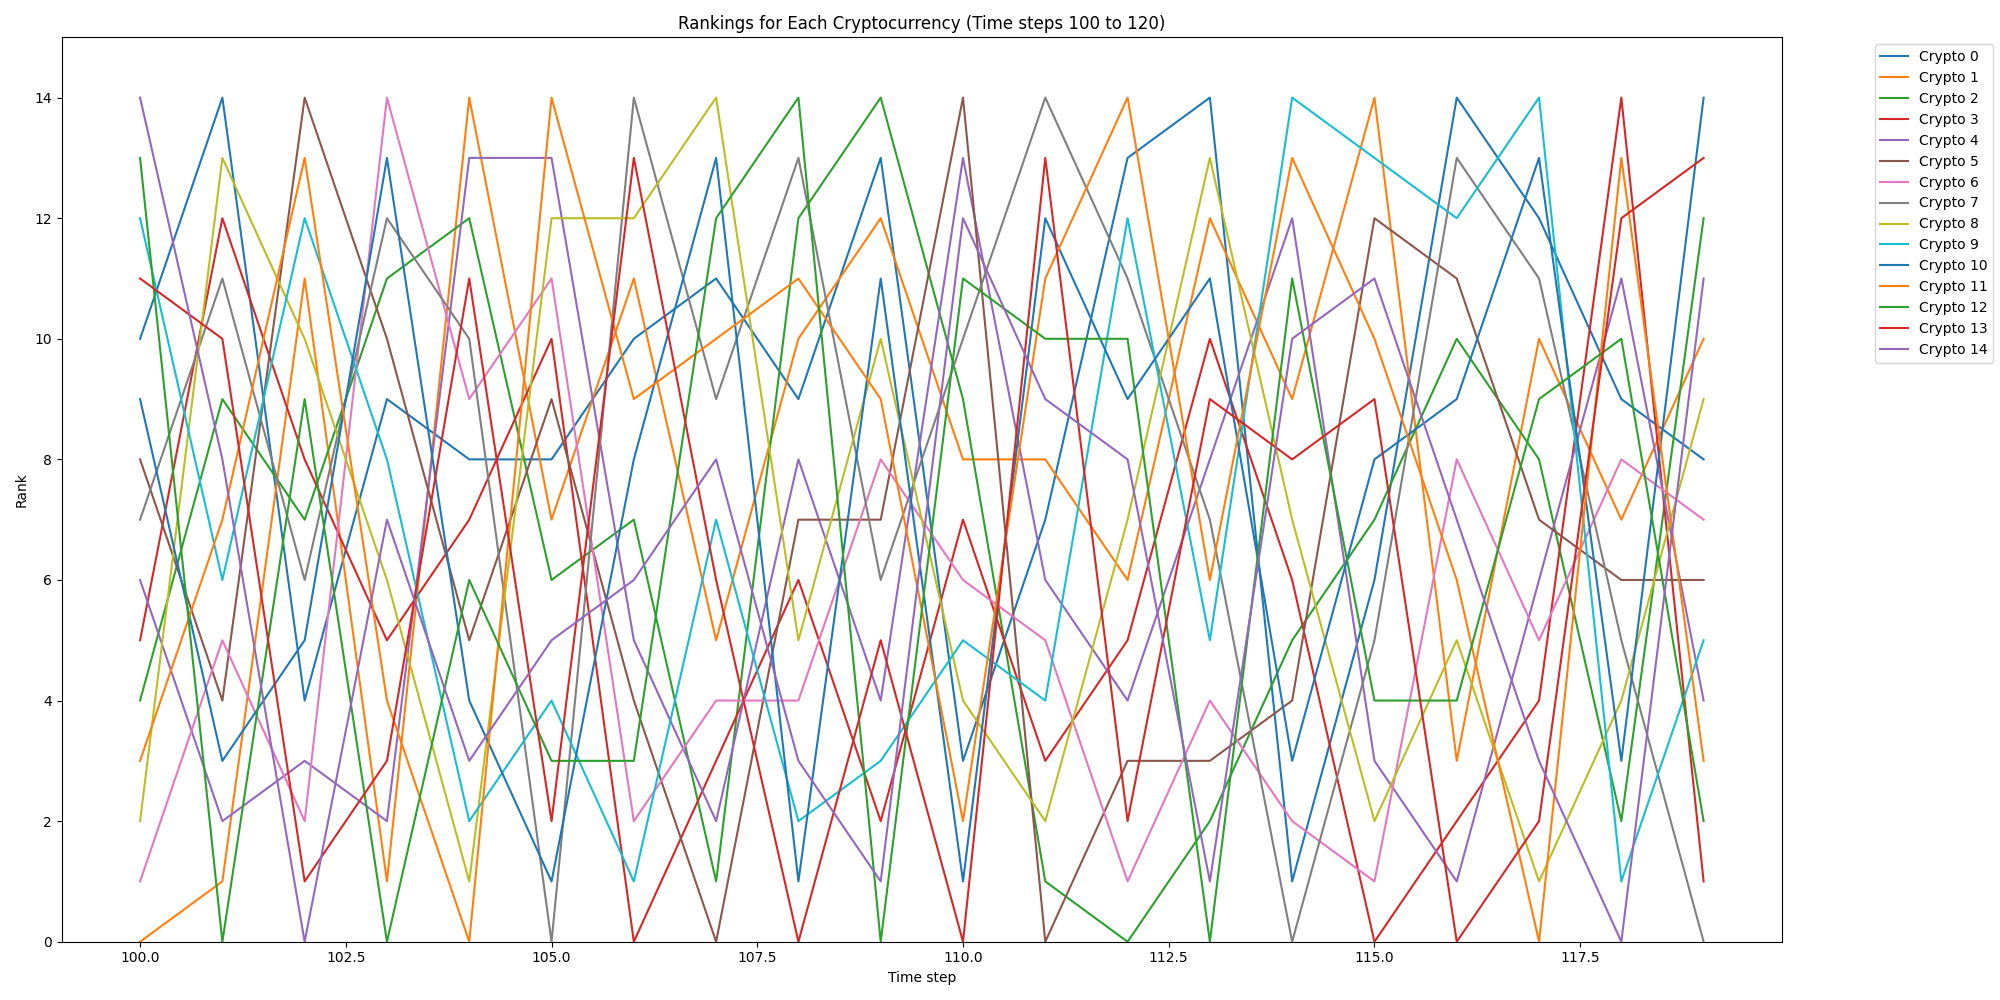 Rankings for Each Cryptocurrency (Time steps 100 to 120)
Rank
14
12
10
8
6
4
2
0
100.0 102.5 105.0 107.5 110.0 112.5 115.0 117.5
Time step
Crypto 0
Crypto 1
Crypto 2
Crypto 3
Crypto 4
Crypto 5
Crypto 6
Crypto 7
Crypto 8
Crypto 9
Crypto 10
Crypto 11
Crypto 12
Crypto 13
Crypto 14